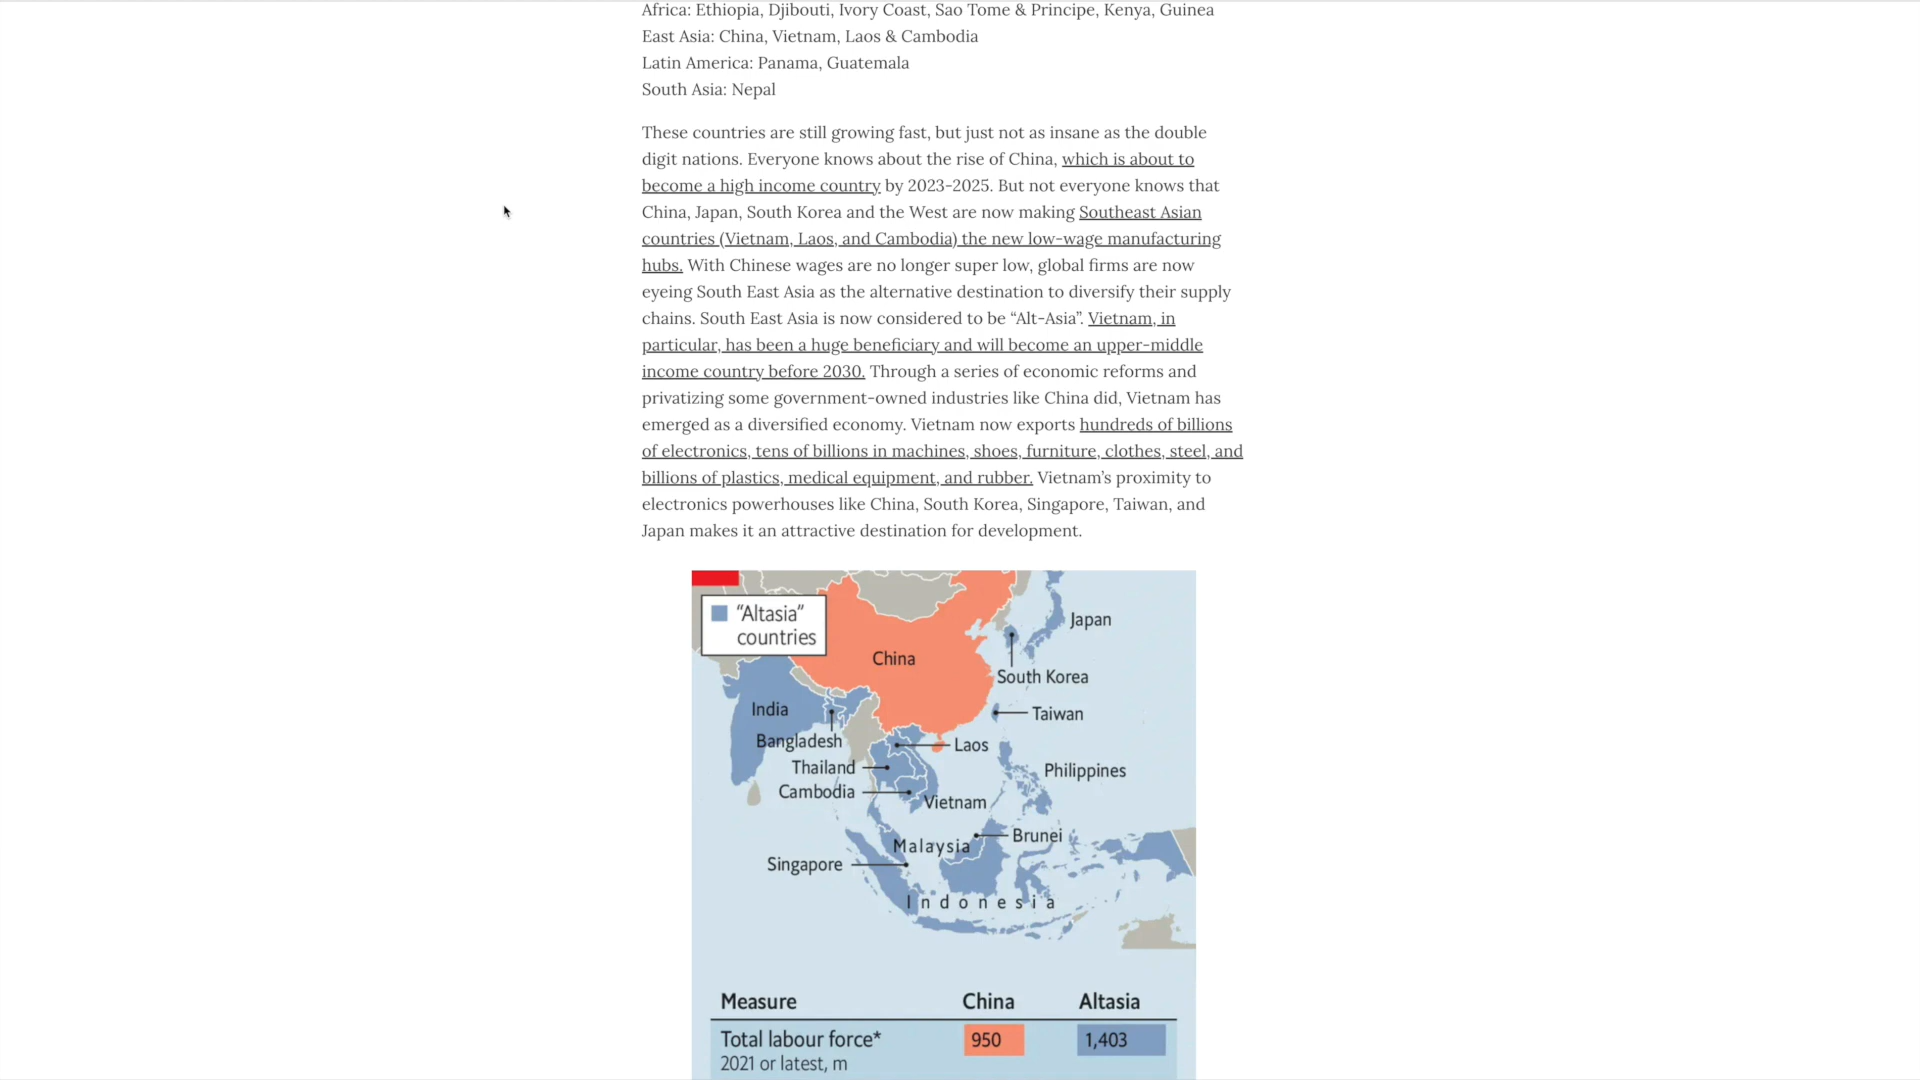 Africa: Ethiopia, Djibouti, Ivory Coast, Sao Tome & Principe, Kenya, Guinea
East Asia: China, Vietnam, Laos & Cambodia
Latin America: Panama, Guatemala
South Asia: Nepal
These countries are still growing fast, but just not as insane as the double
digit nations. Everyone knows about the rise of China, which is about to
become a high income country by 2023-2025. But not everyone knows that
China, Japan, South Korea and the West are now making Southeast Asian
countries (Vietnam, Laos, and Cambodia) the new low-wage manufacturing
hubs. With Chinese wages are no longer super low, global firms are now
eyeing South East Asia as the alternative destination to diversify their supply
chains. South East Asia is now considered to be “Alt-Asia”. Vietnam, in
particular, has been a huge beneficiary and will become an upper-middle
income country before 2030. Through a series of economic reforms and
privatizing some government-owned industries like China did, Vietnam has
emerged as a diversified economy. Vietnam now exports hundreds of billions
of electronics, tens of billions in machines, shoes, furniture, clothes, steel, and
billions of plastics, medical equipment, and rubber. Vietnam’s proximity to
electronics powerhouses like China, South Korea, Singapore, Taiwan, and
Japan makes it an attractive destination for development.
“Altasia”
countries
Japan
China
South Korea
India
Taiwan
Bangladesh
Laos
Thailand
Philippines
Cambodia
Vietnam
Brunei
Malaysia
Singapore
Indonesia
Measure China Altasia
Total labour force* 950 1,403
2021 or latest, m